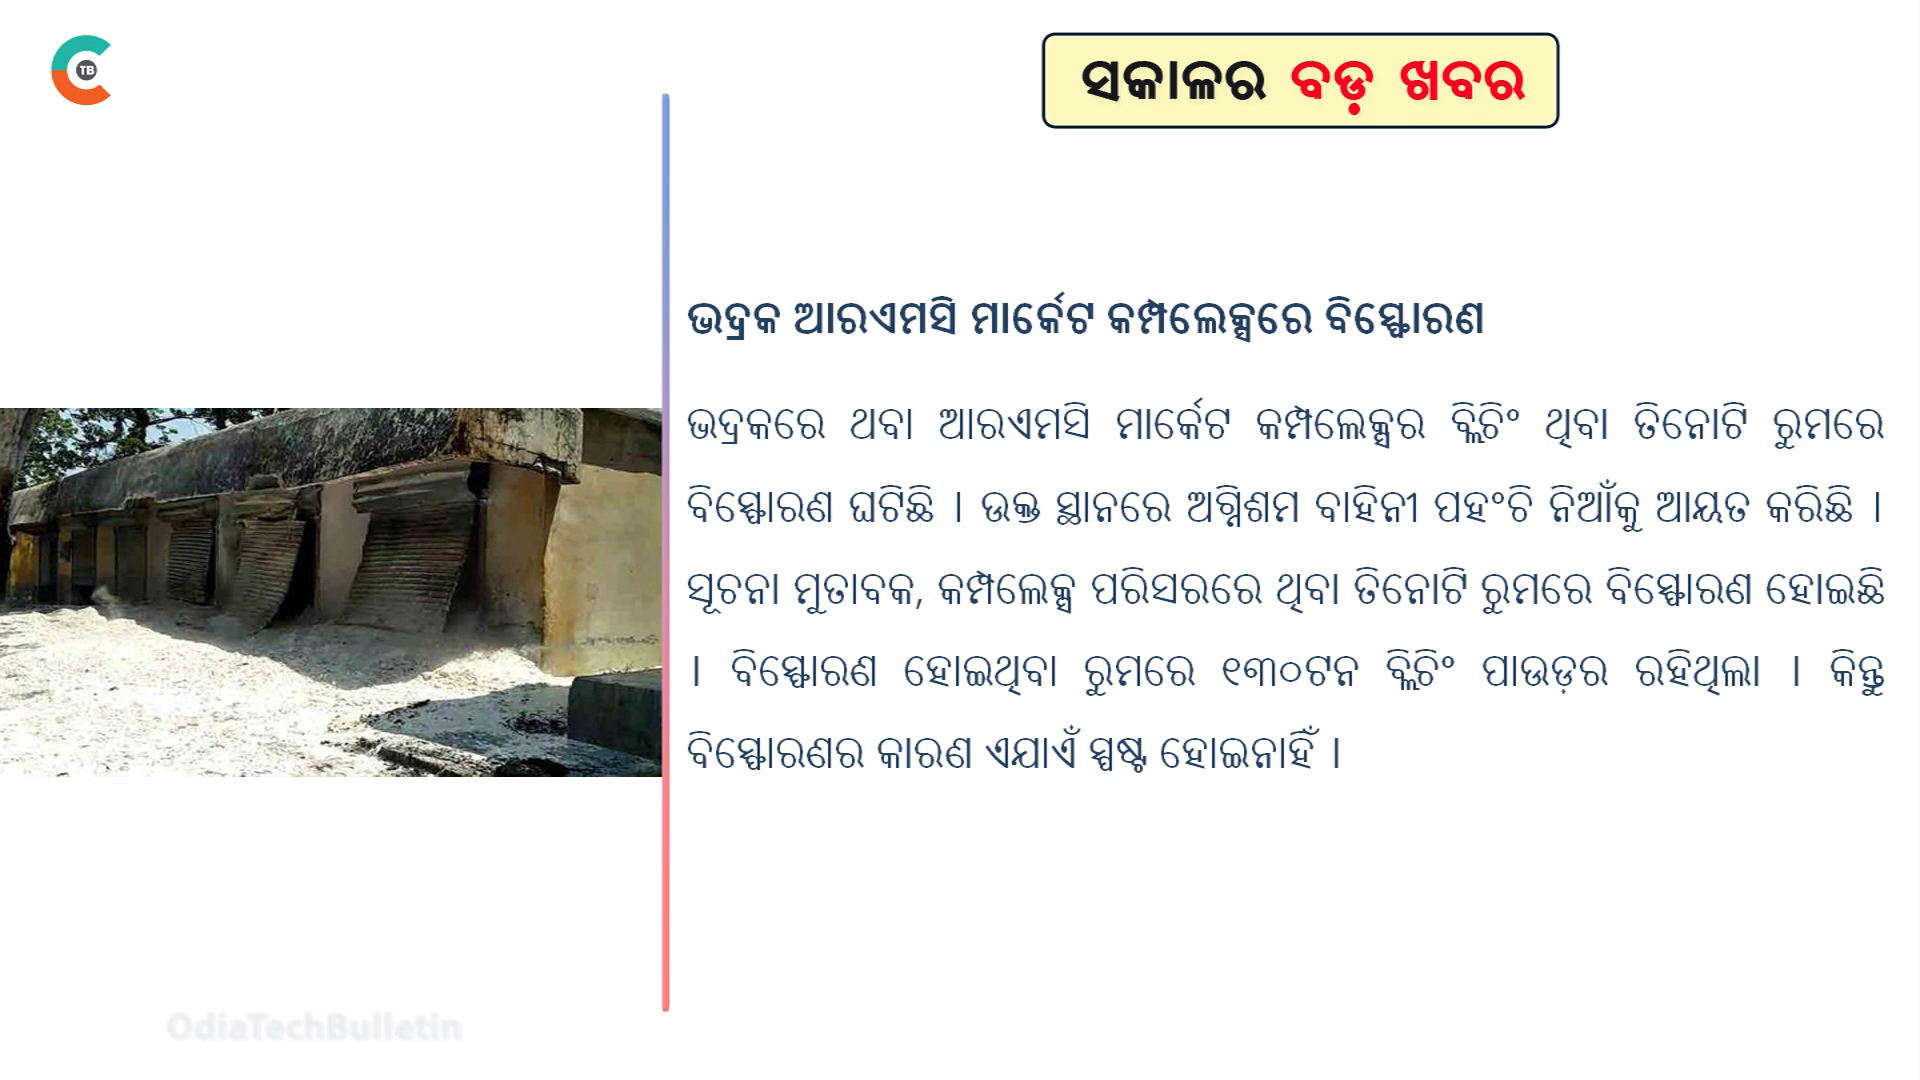 TB
ସକାଳର ବଡ଼ ଖବର
ଭଦ୍ରକ ଆରଏମସି ମାର୍କେଟ କମ୍ପଲେକ୍ସରେ ବିସ୍ଫୋରଣ
ଭଦ୍ରକରେ ଥବା ଆରଏମସି ମାର୍କେଟ କମ୍ପଲେକ୍ସର ବ୍ଲିଚିଂ ଥିବା ତିନୋଟି ରୁମରେ
ବିସ୍ଫୋରଣ ଘଟିଛି । ଉକ୍ତ ସ୍ଥାନରେ ଅଗ୍ନିଶମ ବାହିନୀ ପହଂଚି ନିଆଁକୁ ଆୟତ କରିଛି ।
ସୂଚନା ମୁତାବକ, କମ୍ପଲେକ୍ସ ପରିସରରେ ଥିବା ତିନୋଟି ରୁମରେ ବିସ୍ଫୋରଣ ହୋଇଛି
। ବିସ୍ଫୋରଣ ହୋଇଥିବା ରୁମରେ ୧୩୦ଟନ ବ୍ଲିଚିଂ ପାଉଡ଼ର ରହିଥିଲା । କିନ୍ତୁ
ବିସ୍ଫୋରଣର କାରଣ ଏଯାଏଁ ସ୍ପଷ୍ଟ ହୋଇନାହିଁ ।
OdiaTechBulletin